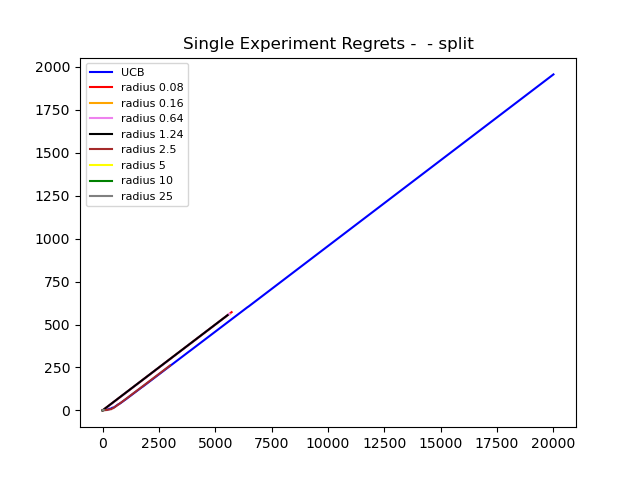 Single Experiment Regrets -  - split
UCB
radius 0.08
radius 0.16
radius 0.64
radius 1.24
radius 2.5
radius 5
radius 10
radius 25
2000
1750
1500
1250
1000
750
500
250
0
0 2500 5000 7500 10000 12500 15000 17500 20000